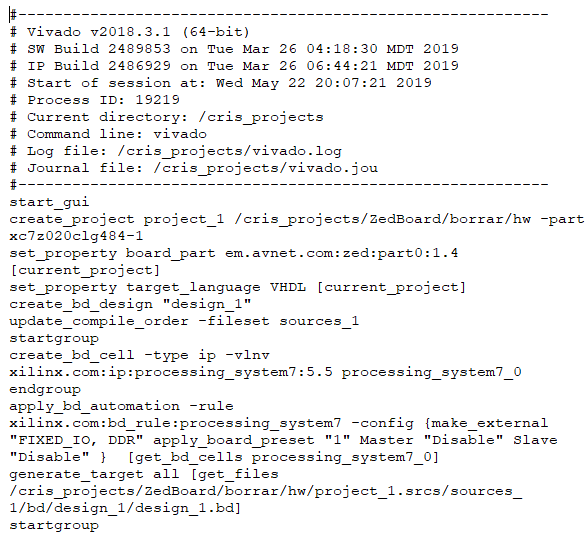 #-----------------------------------------------------------
# Vivado v2018.3.1 (64-bit)
# SW Build 2489853 on Tue Mar 26 04:18:30 MDT 2019
# IP Build 2486929 on Tue Mar 26 06:44:21 MDT 2019
# Start of session at: Wed May 22 20:07:21 2019
# Process ID: 19219
# Current directory: /cris_projects
# Command line: vivado
# Log file: /cris_projects/vivado.log
# Journal file: /cris_projects/vivado.jou
#-----------------------------------------------------------
start_gui
create_project project_1 /cris_projects/ZedBoard/borrar/hw -part
xc7z020clg484-1
set_property board_part em.avnet.com:zed:part0:1.4
[current_project]
set_property target_language VHDL [current_project]
create_bd_design "design_1"
update_compile_order -fileset sources_1
startgroup
create_bd_cell -type ip -vlnv
xilinx.com:ip:processing_system7:5.5 processing_system7_0
endgroup
apply_bd_automation -rule
xilinx.com:bd_rule:processing_system7 -config {make_external
"FIXED_IO, DDR" apply_board_preset "1" Master "Disable" Slave
"Disable" }  [get_bd_cells processing_system7_0]
generate_target all [get_files
/cris_projects/ZedBoard/borrar/hw/project_1.srcs/sources_
1/bd/design_1/design_1.bd]
startgroup